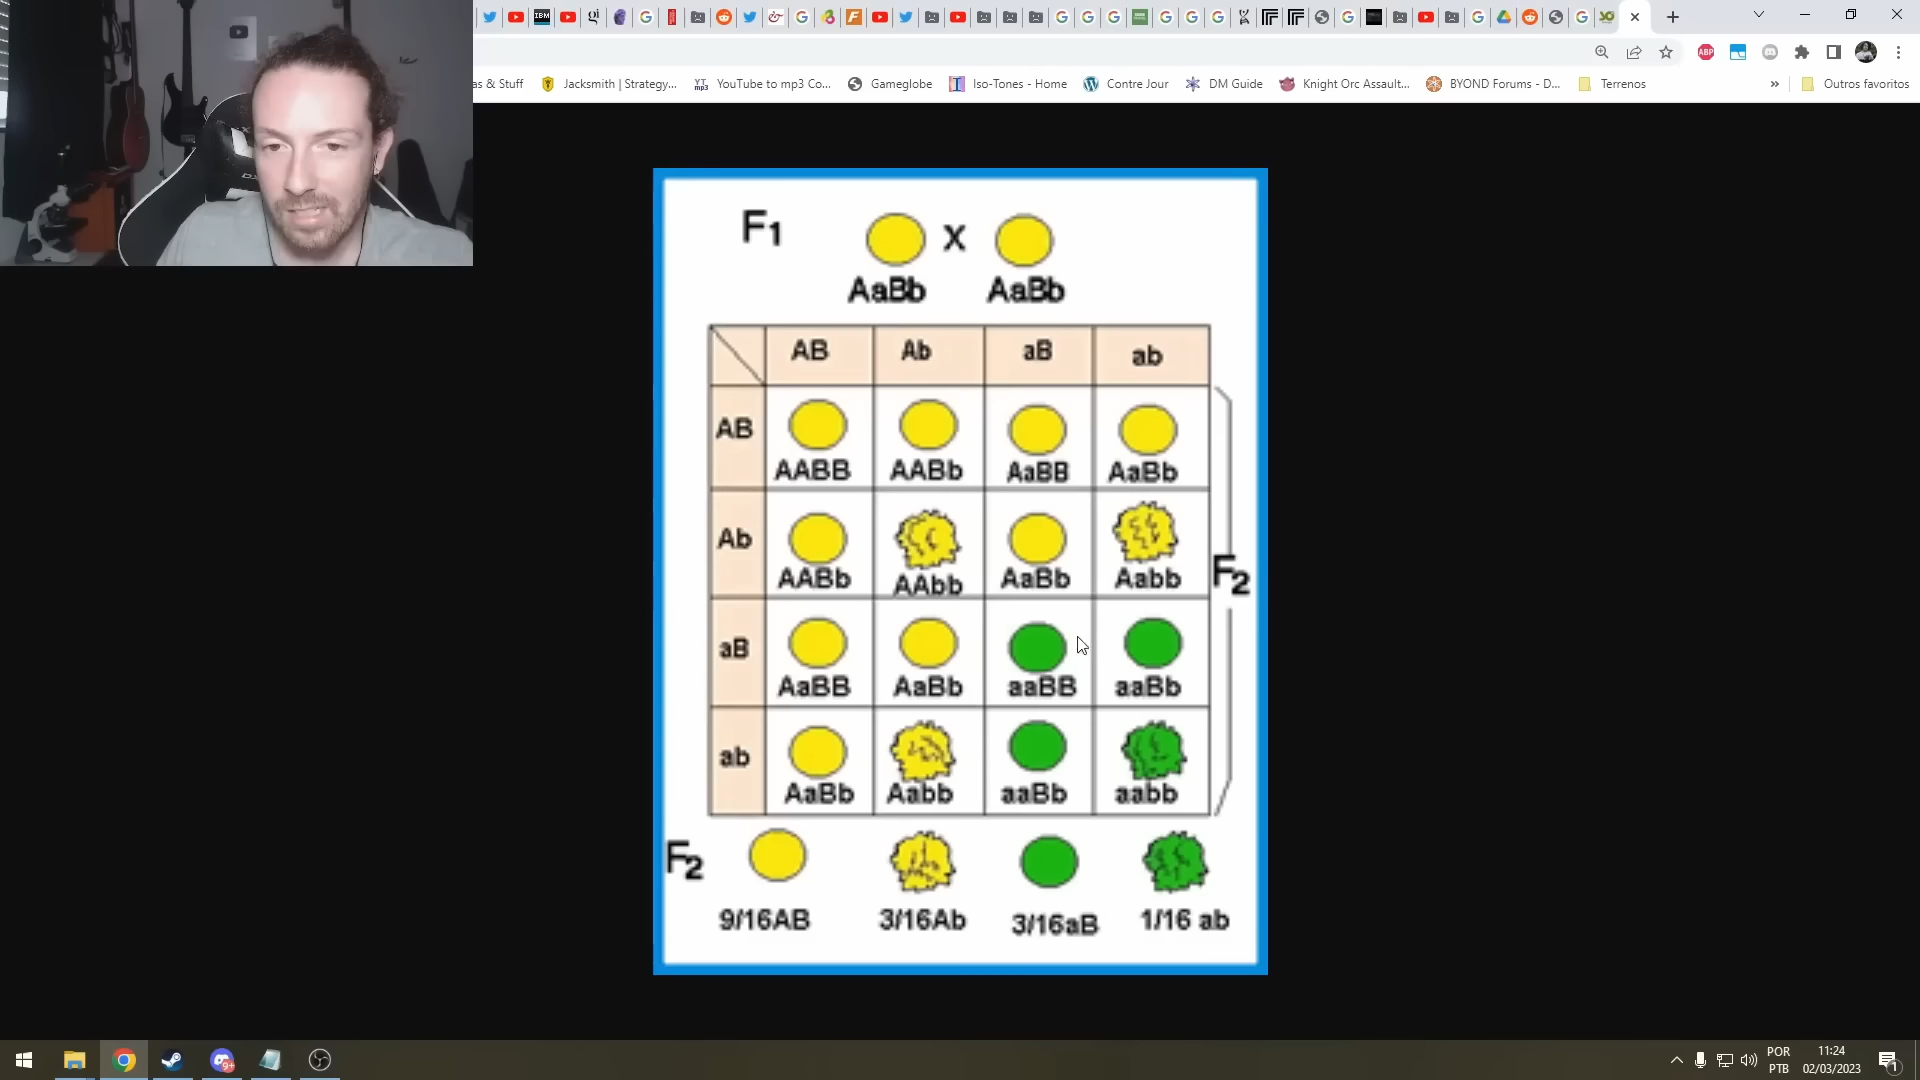 as & Stuff
Jacksmith | Strategy...
YouTube to mp3 Co...
Gameglobe
Iso-Tones - Home
Contre Jour
DM Guide
Knight Orc Assault...
BYOND Forums - D...
Terrenos
»
Outros favoritos
F1
X
AaBb AaBb
AB Ab aB ab
AB
AABB AABb AaBB AaBb
Ab
AABb AAbb AaBb Aabb
F2
aB
AaBB AaBb aaBB aaBb
ab
AaBb Aabb aaBb aabb
F2
9/16AB 3/16Ab 3/16aB 1/16 ab
POR
PTB
11:24
02/03/2023